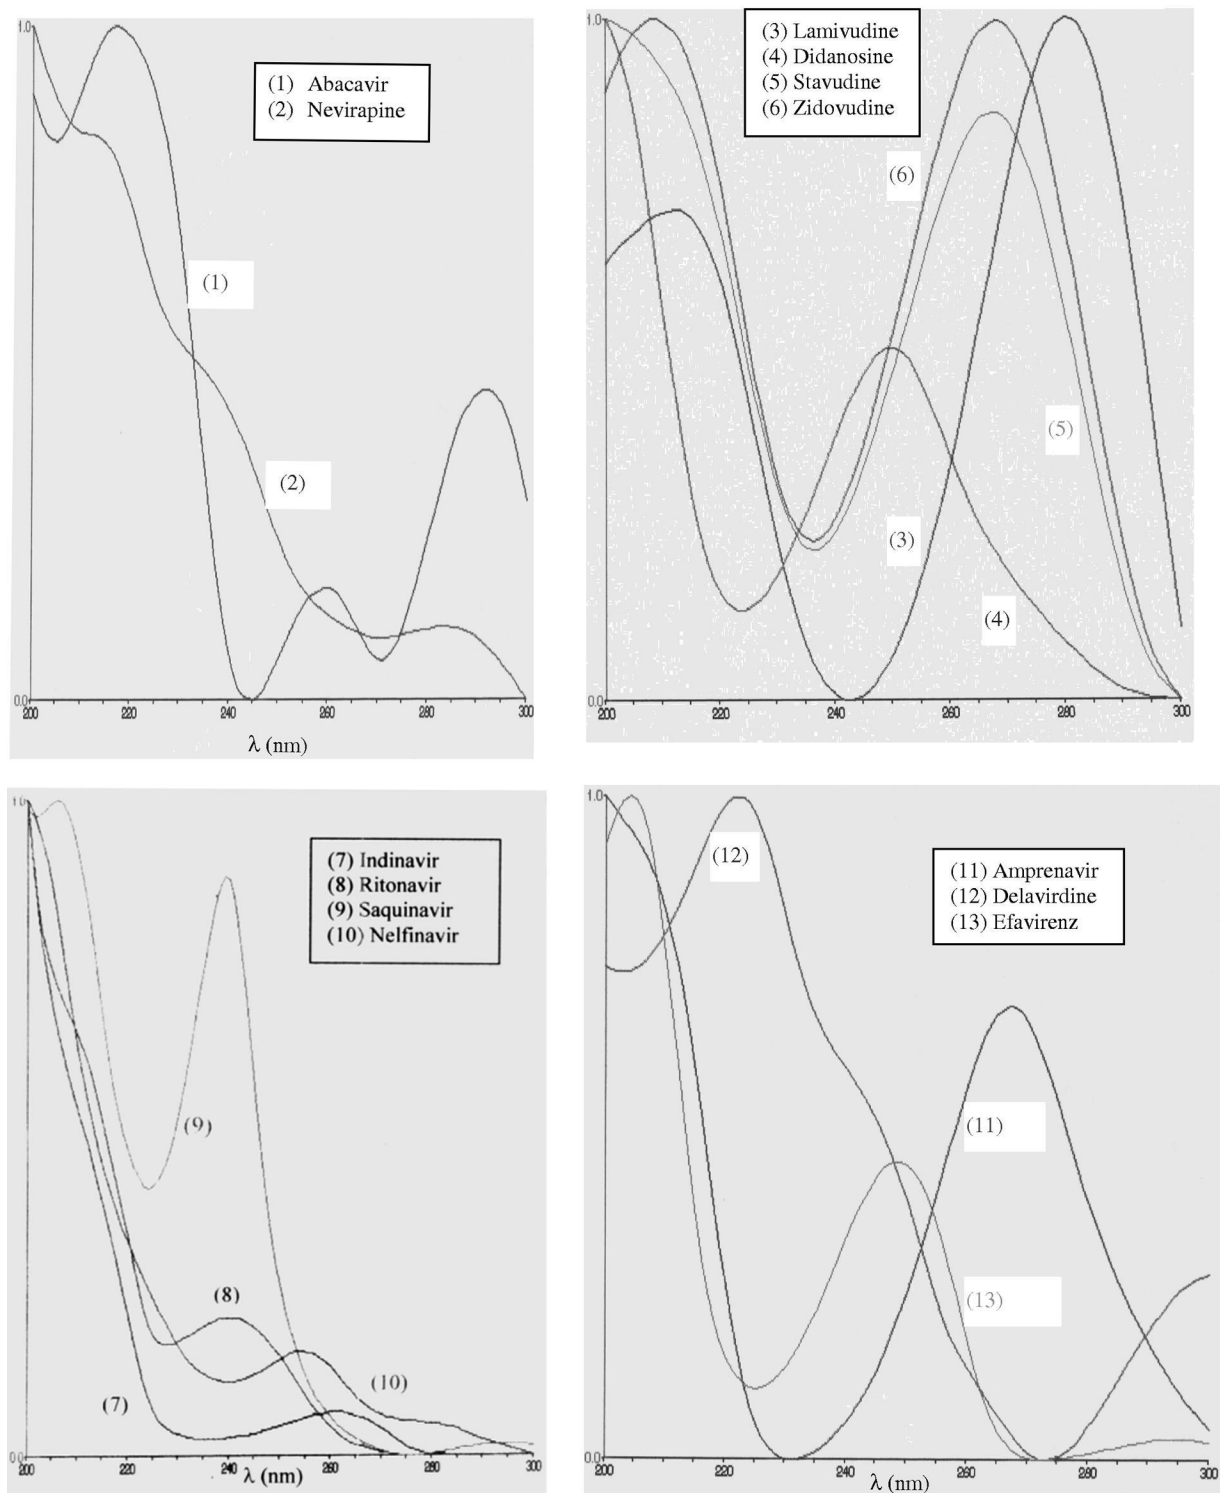 1.0
(1) Abacavir
(2) Nevirapine
(1)
(2)
0.0
200 220 240 260 280 300
λ (nm)
1.0
(3) Lamivudine
(4) Didanosine
(5) Stavudine
(6) Zidovudine
(6)
(5)
(3)
(4)
0.0
200 220 240 260 280 300
1.0
(7) Indinavir
(8) Ritonavir
(9) Saquinavir
(10) Nelfinavir
(9)
(8)
(10)
(7)
0.0
200 220 240 260 280 300
λ (nm)
1.0
(12)
(11) Amprenavir
(12) Delavirdine
(13) Efavirenz
(11)
(13)
0.0
200 220 240 260 280 300
λ (nm)